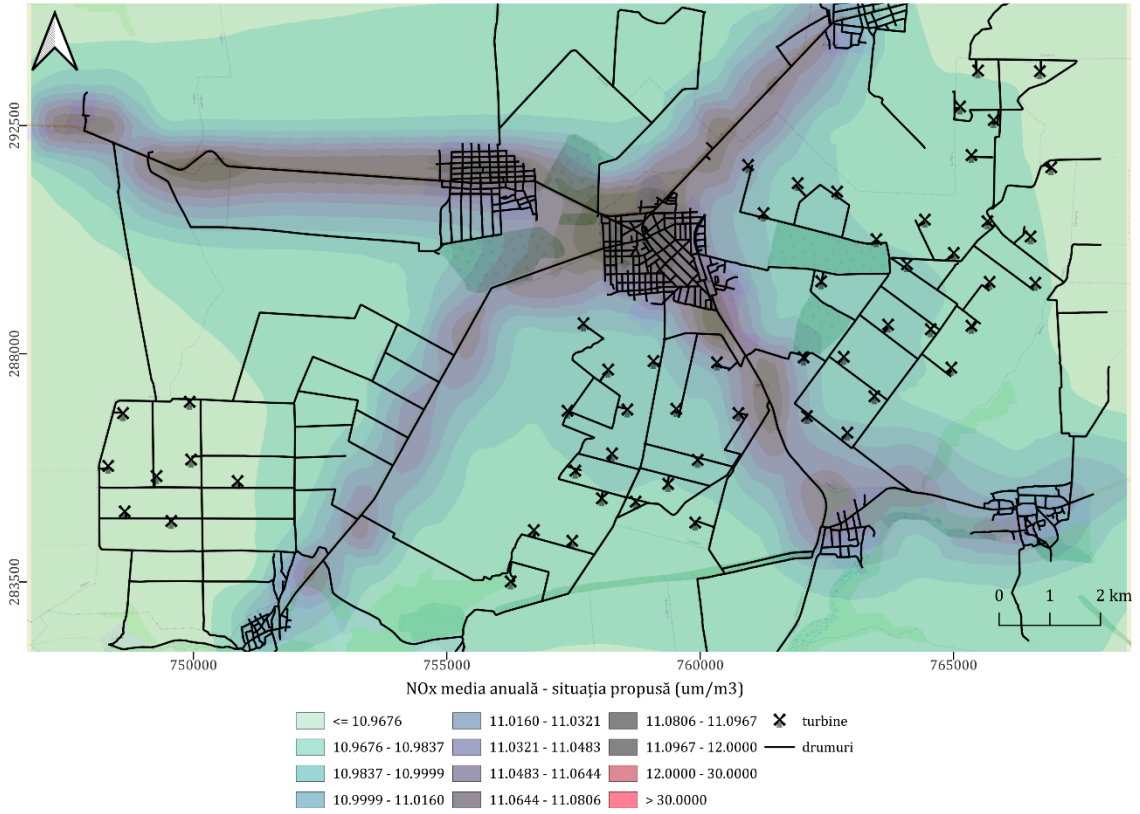 292500
288000
283500
0 1 2 km
750000 755000 760000 765000
NOx media anuală - situația propusă (um/m3)
<= 10.9676 11.0160 - 11.0321 11.0806 - 11.0967 turbine
10.9676 - 10.9837 11.0321 - 11.0483 11.0967 - 12.0000 drumuri
10.9837 - 10.9999 11.0483 - 11.0644 12.0000 - 30.0000
10.9999 - 11.0160 11.0644 - 11.0806 > 30.0000